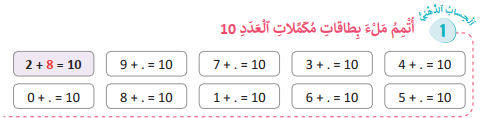 الْحِسابُ الذِّهْنِيُّ
1 أُتْمِمُ مَلْءَ بِطاقاتِ مُكَمِّلاتِ الْعَدَدِ 10
2 + 8 = 10 9 + . = 10 7 + . = 10 3 + . = 10 4 + . = 10
0 + . = 10 8 + . = 10 1 + . = 10 6 + . = 10 5 + . = 10